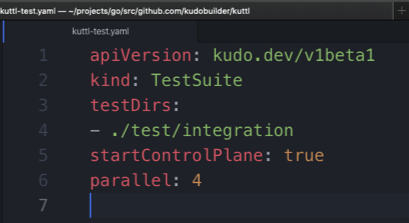 kuttl-test.yaml — ~/projects/go/src/github.com/kudobuilder/kuttl
kuttl-test.yaml
1 apiVersion: kudo.dev/v1beta1
2 kind: TestSuite
3 testDirs:
4 - ./test/integration
5 startControlPlane: true
6 parallel: 4
7